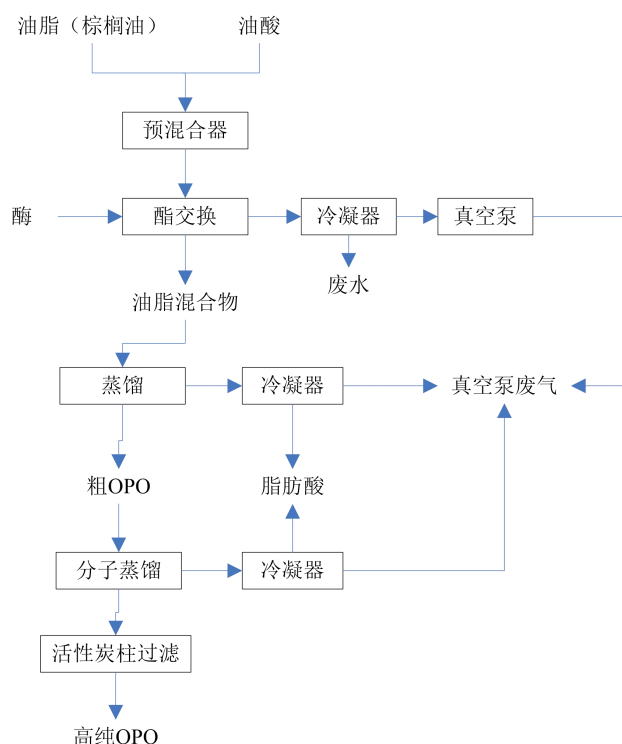 油脂（棕榈油）
油酸
预混合器
酶
酯交换
冷凝器
真空泵
废水
油脂混合物
蒸馏
冷凝器
真空泵废气
粗OPO
脂肪酸
分子蒸馏
冷凝器
活性炭柱过滤
高纯OPO